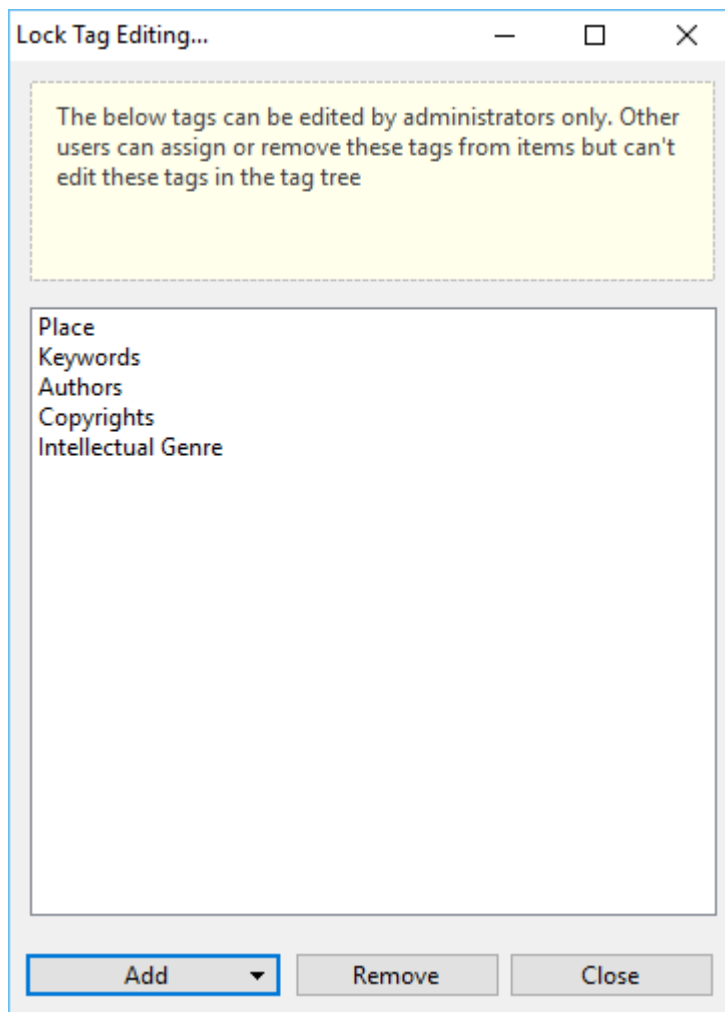 Lock Tag Editing...
The below tags can be edited by administrators only. Other
users can assign or remove these tags from items but can't
edit these tags in the tag tree
Place
Keywords
Authors
Copyrights
Intellectual Genre
Add
Remove
Close